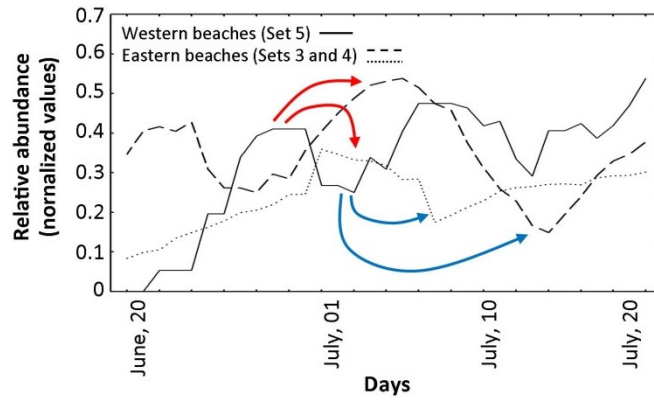 0.7
Western beaches (Set 5)
0.6
Eastern beaches (Sets 3 and 4)
0.5
0.4
0.3
0.2
0.1
0
Relative abundance
(normalized values)
June, 20
July, 01
July, 10
July, 20
Days